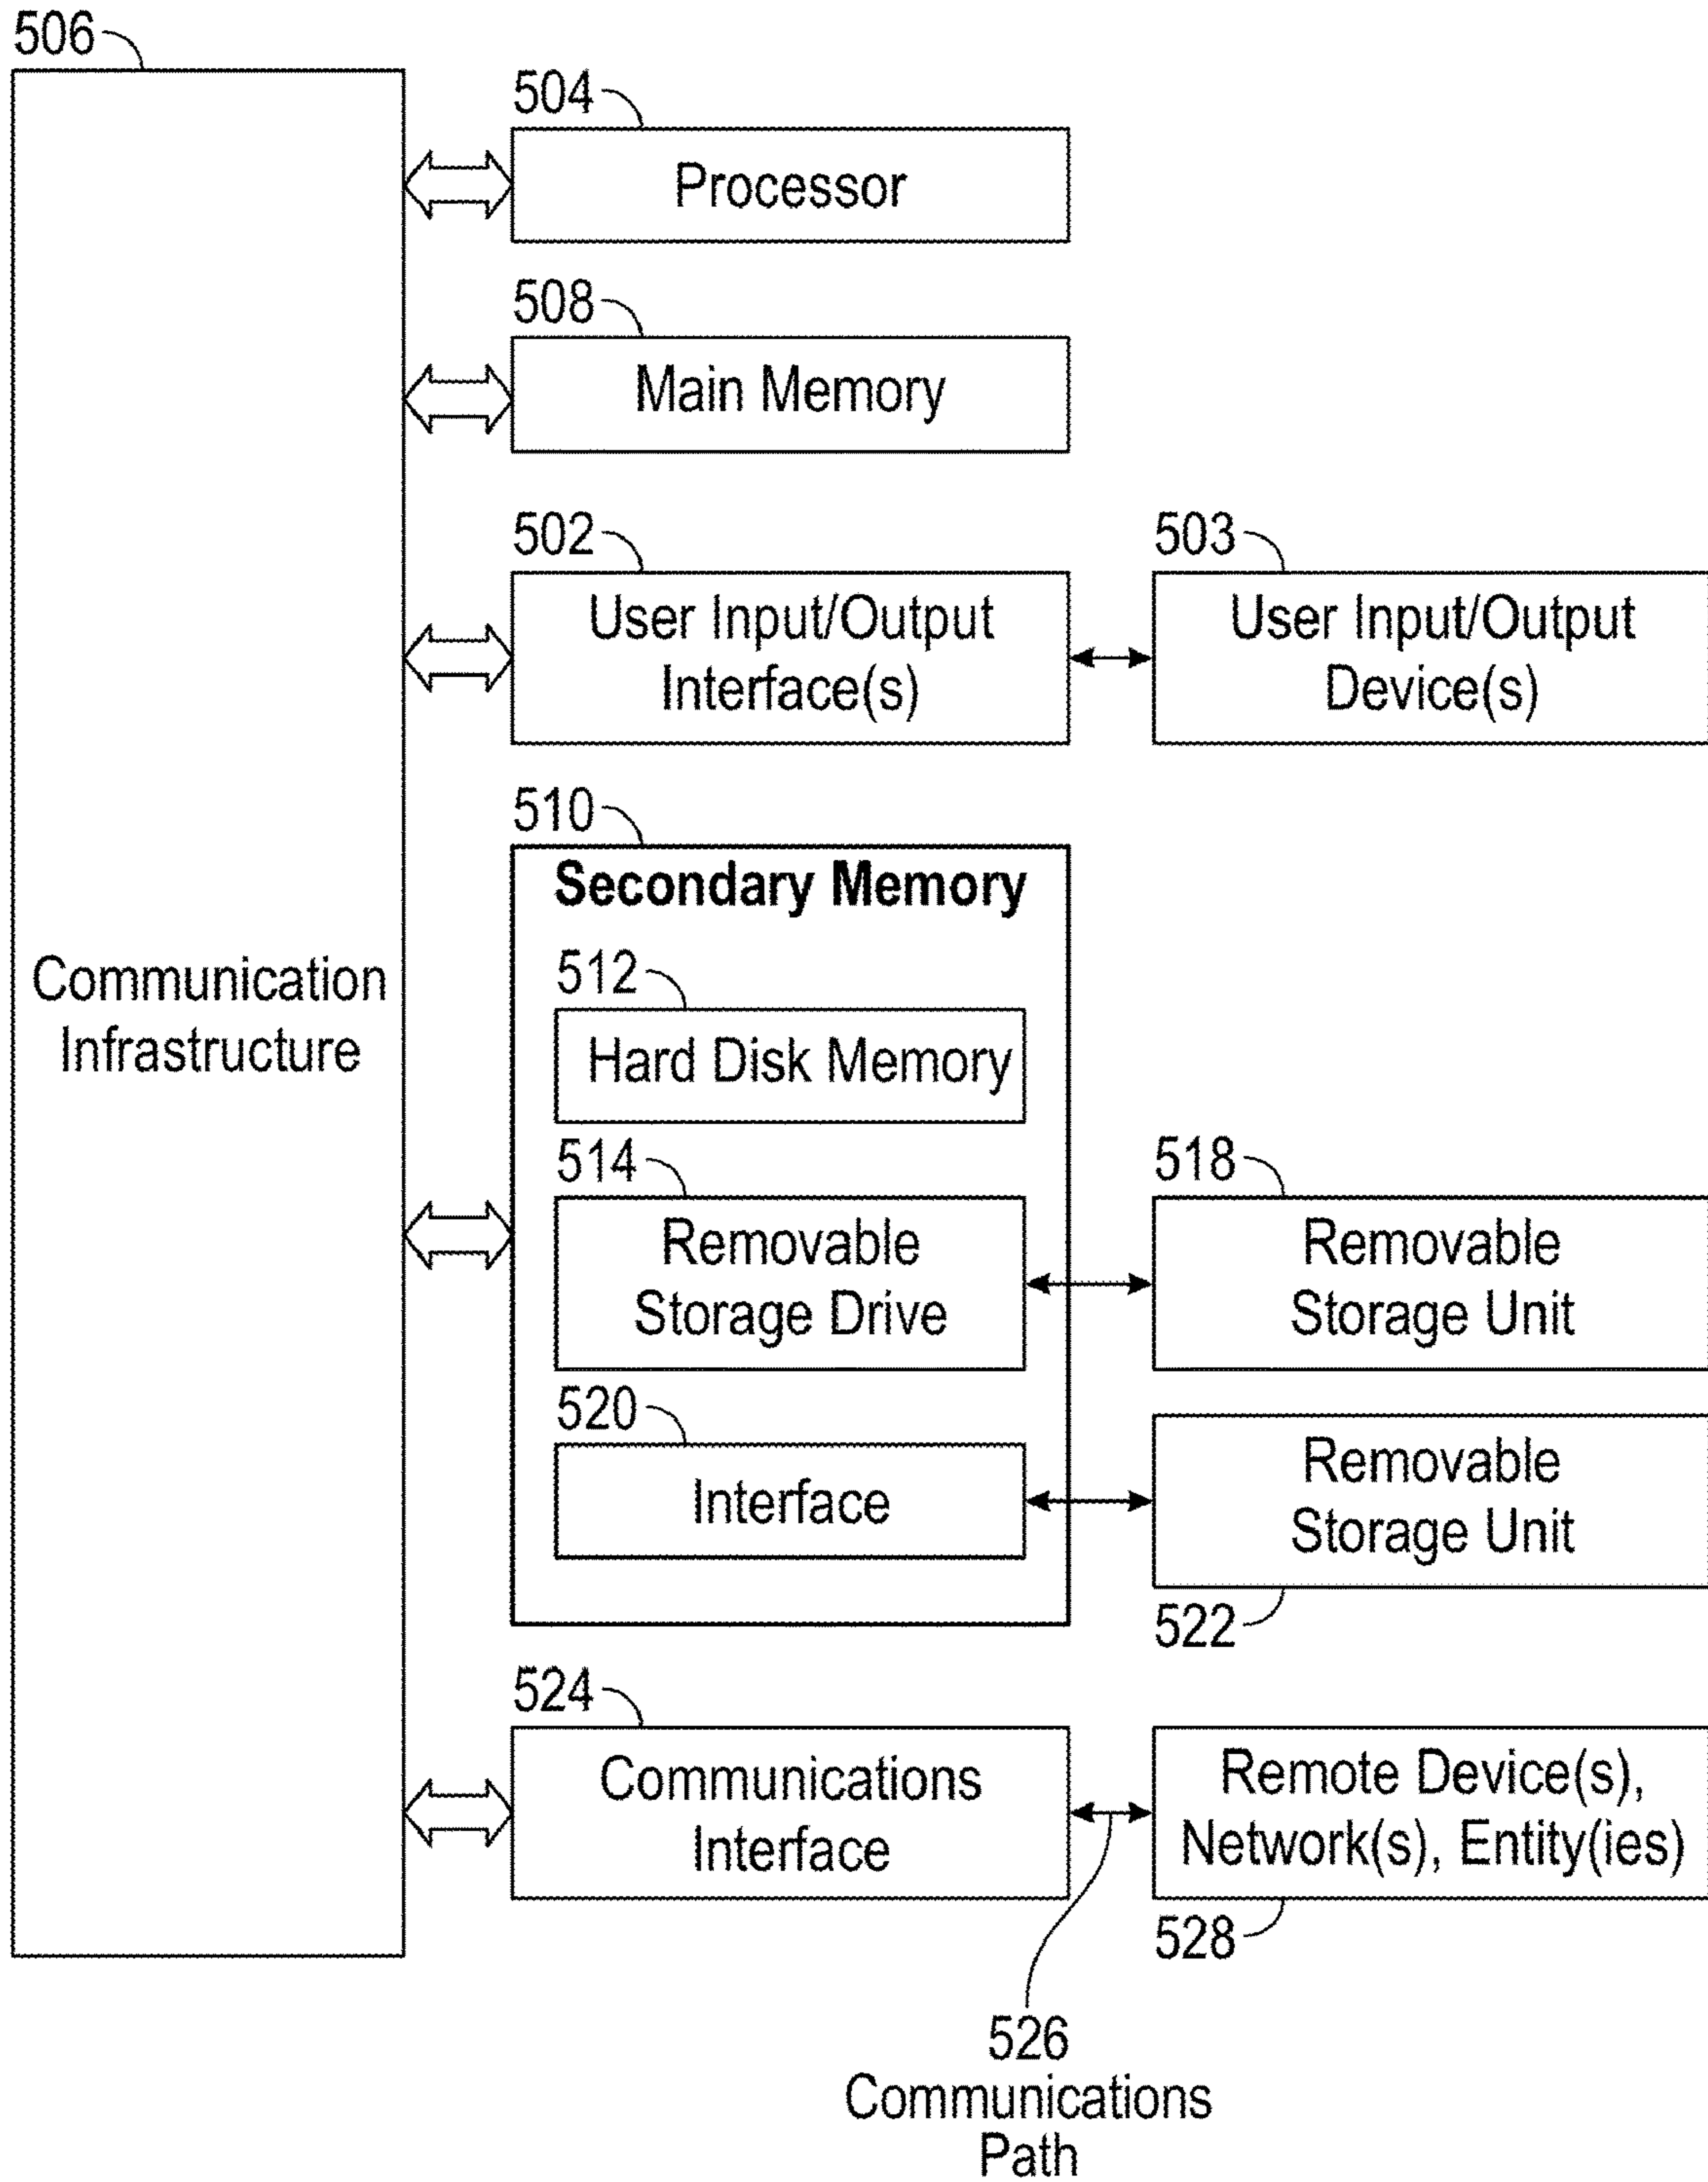 506
504
Processor
508
Main Memory
502
User Input/Output
Interface(s)
503
User Input/Output
Device(s)
510
Secondary Memory
512
Hard Disk Memory
Communication
Infrastructure
514
Removable
Storage Drive
518
Removable
Storage Unit
520
Interface
Removable
Storage Unit
522
524
Communications
Interface
Remote Device(s),
Network(s), Entity(ies)
528
526
Communications
Path